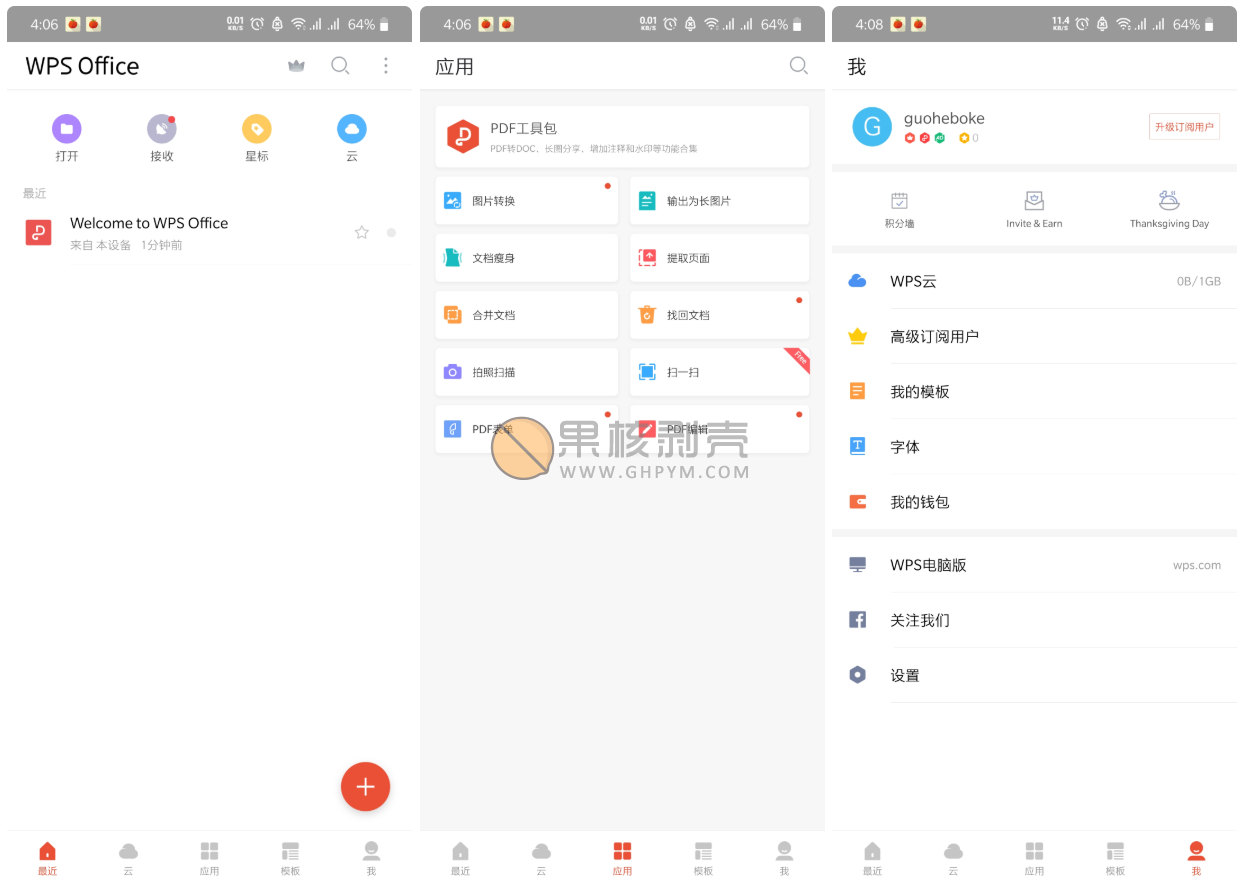 4:06
0.01
KB/S
64%
WPS Office
打开
接收
星标
云
最近
Welcome to WPS Office
来自 本设备 1分钟前
最近
云
应用
模板
我
4:06
0.01
KB/S
64%
应用
PDF工具包
PDF转DOC、长图分享、增加注释和水印等功能合集
图片转换
输出为长图片
文档瘦身
提取页面
合并文档
找回文档
拍照扫描
扫一扫
Free
PDF表单
PDF编辑
果核剥壳
WWW.GHPYM.COM
最近
云
应用
模板
我
4:08
11.4
KB/S
64%
我
G
guoheboke
AD
0
升级订阅用户
积分墙
Invite & Earn
Thanksgiving Day
WPS云
0B/1GB
高级订阅用户
我的模板
字体
我的钱包
WPS电脑版
wps.com
关注我们
设置
最近
云
应用
模板
我